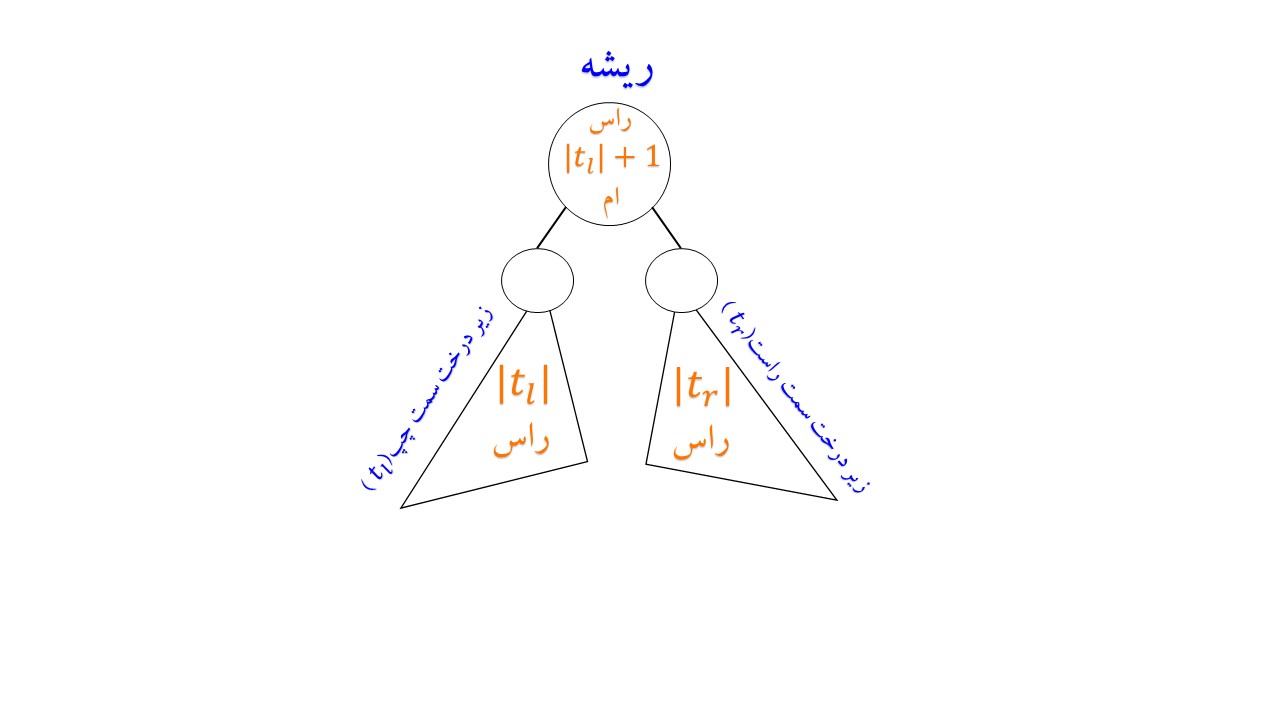 ریشه
راس
|t_l| + 1
ام
زیر درخت سمت چپ(t_l)
زیر درخت سمت راست(t_r)
|t_l|
راس
|t_r|
راس